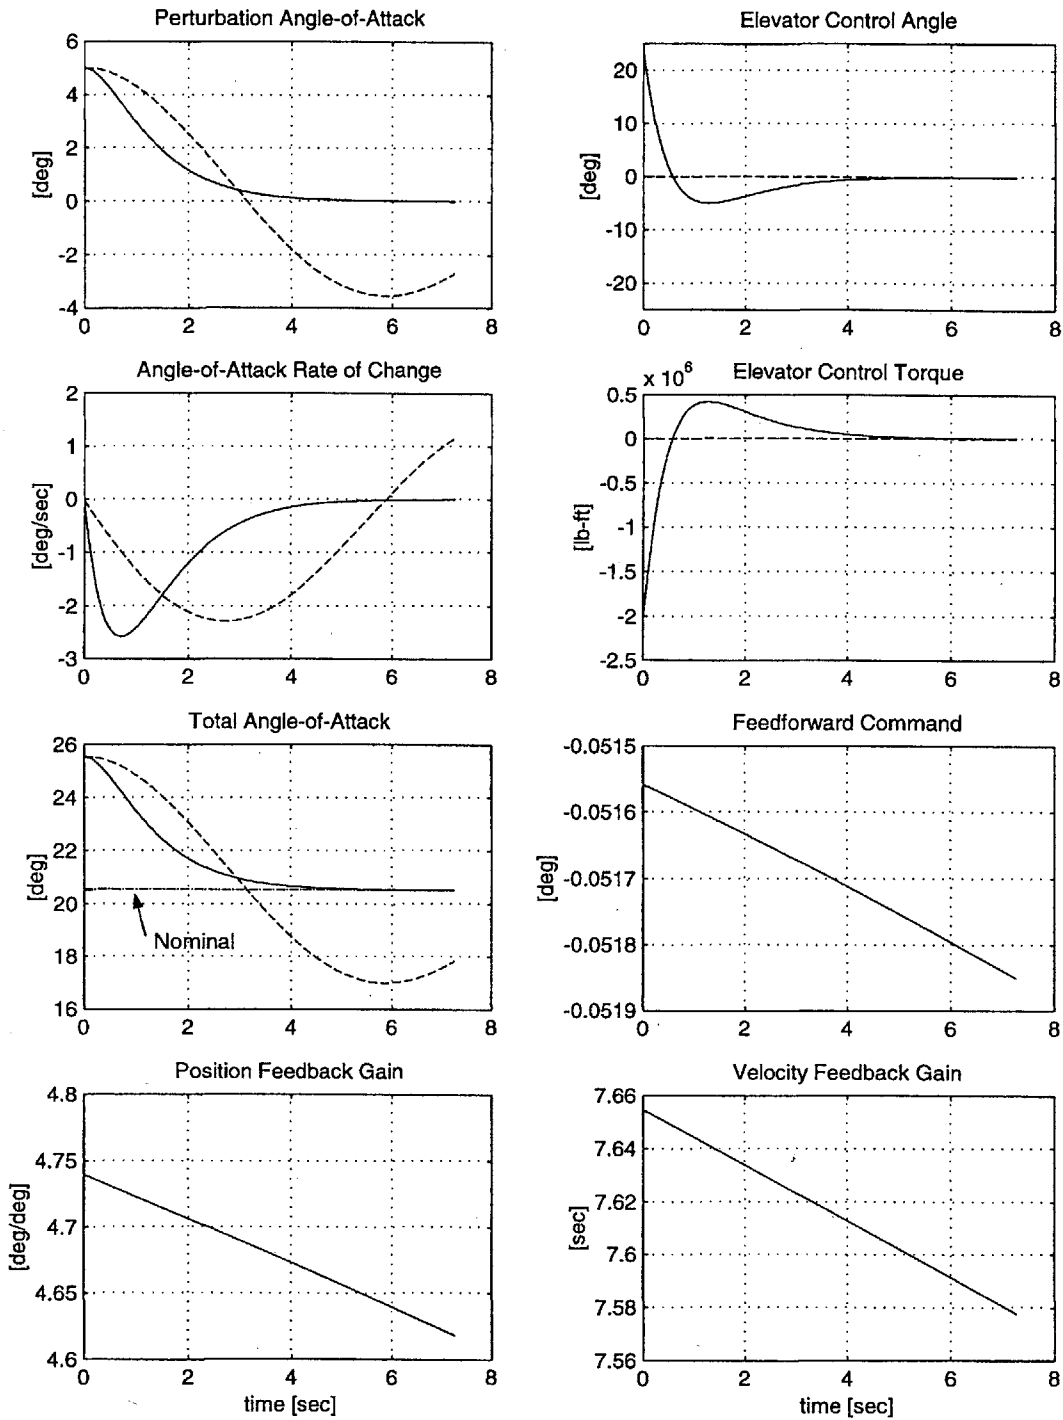 Perturbation Angle-of-Attack
6
4
2
0
-2
-4
[deg]
0 2 4 6 8
Elevator Control Angle
20
10
0
-10
-20
[deg]
0 2 4 6 8
Angle-of-Attack Rate of Change
2
1
0
-1
-2
-3
[deg/sec]
0 2 4 6 8
x 10^6
Elevator Control Torque
0.5
0
-0.5
-1
-1.5
-2
-2.5
[lb-ft]
0 2 4 6 8
Total Angle-of-Attack
26
24
22
20
18
16
[deg]
Nominal
0 2 4 6 8
Feedforward Command
-0.0515
-0.0516
-0.0517
-0.0518
-0.0519
[deg]
0 2 4 6 8
Position Feedback Gain
4.8
4.75
4.7
4.65
4.6
[deg/deg]
0 2 4 6 8
time [sec]
Velocity Feedback Gain
7.66
7.64
7.62
7.6
7.58
7.56
[sec]
0 2 4 6 8
time [sec]